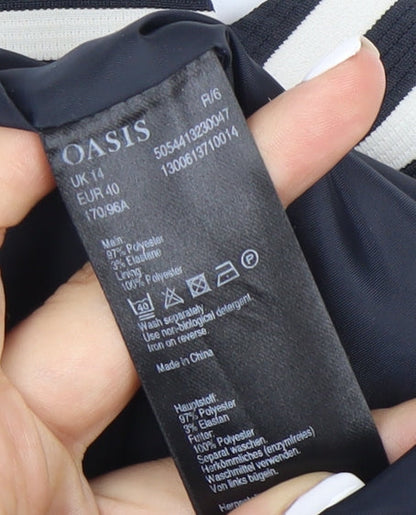 OASIS
R/6
UK 14
EUR 40
170/96A
5054413230047
1300613710014
Main:
97% Polyester
3% Elastane
Lining:
100% Polyester
40
P
Wash separately.
Use non-biological detergent.
Iron on reverse.
Made in China
Hauptstoff:
97% Polyester
3% Elastan
Futter:
100% Polyester
Separat waschen.
Herkömmliches (enzymfreies)
Waschmittel verwenden.
Von links bügeln.